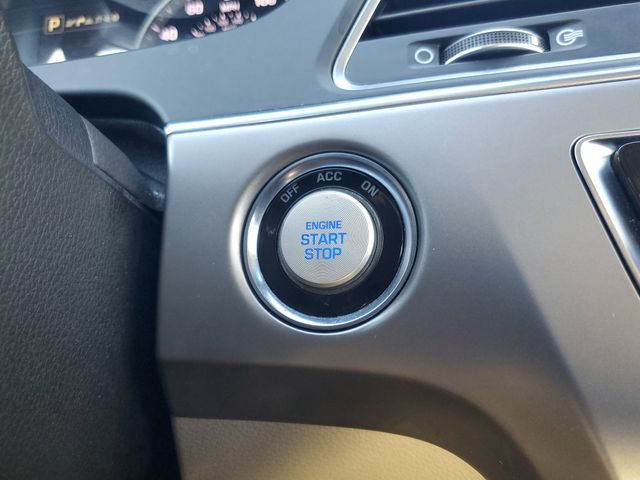 P
OFF ACC ON
ENGINE
START
STOP